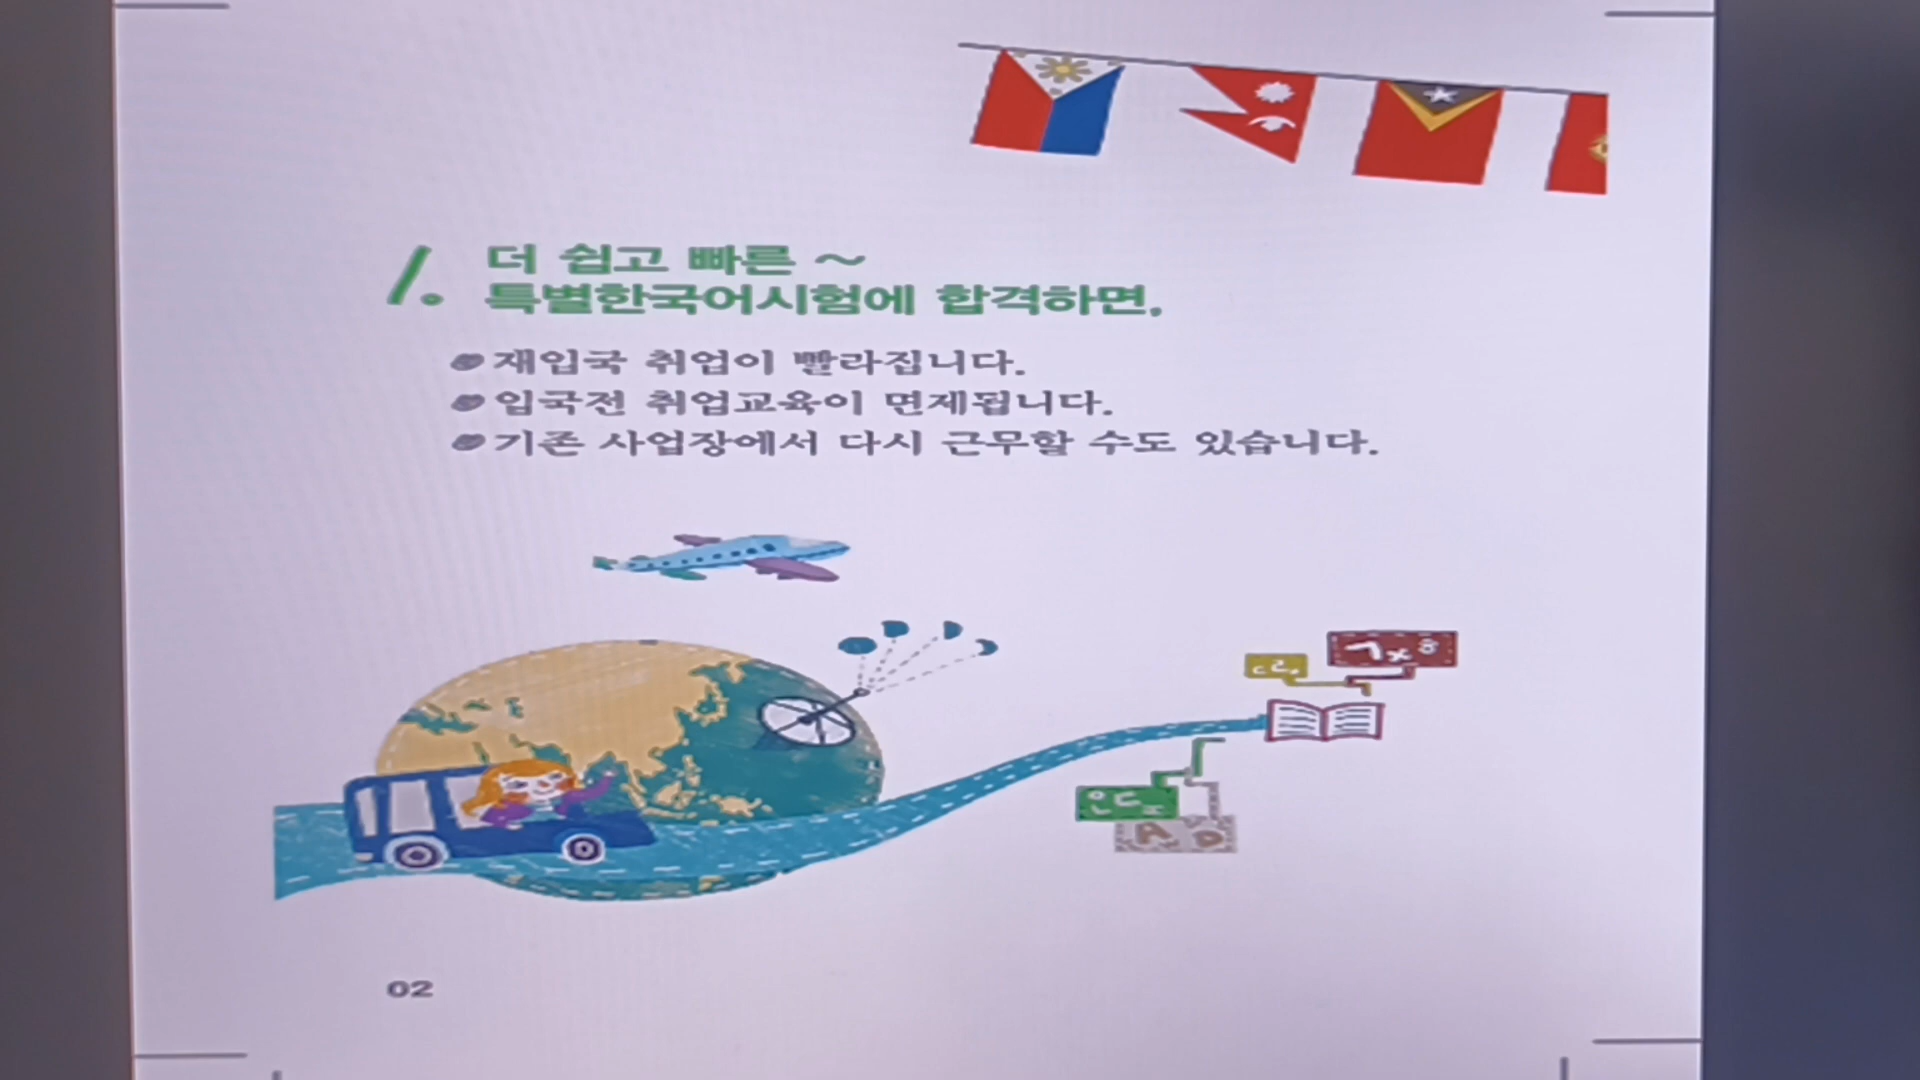 1. 더 쉽고 빠른 ~
특별한국어시험에 합격하면,
재입국 취업이 빨라집니다.
입국전 취업교육이 면제됩니다.
기존 사업장에서 다시 근무할 수도 있습니다.
02